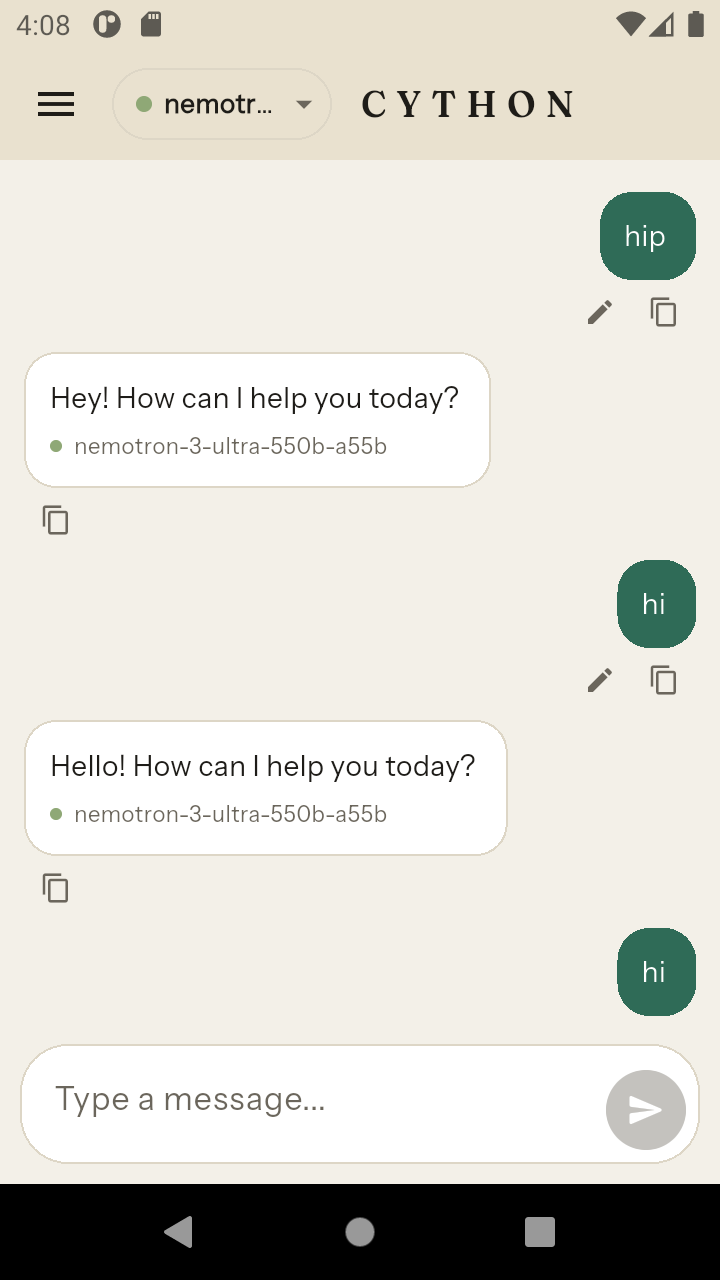 4:08
nemotr...
CYTHON
hip
Hey! How can I help you today?
nemotron-3-ultra-550b-a55b
hi
Hello! How can I help you today?
nemotron-3-ultra-550b-a55b
hi
Type a message...